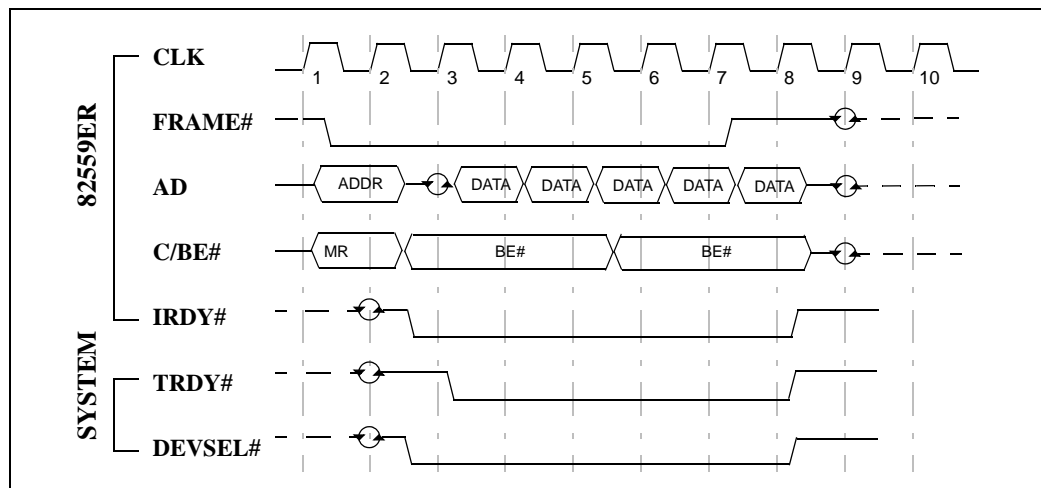 82559ER
SYSTEM
CLK
1 2 3 4 5 6 7 8 9 10
FRAME#
AD
ADDR DATA DATA DATA DATA DATA
C/BE#
MR BE# BE#
IRDY#
TRDY#
DEVSEL#